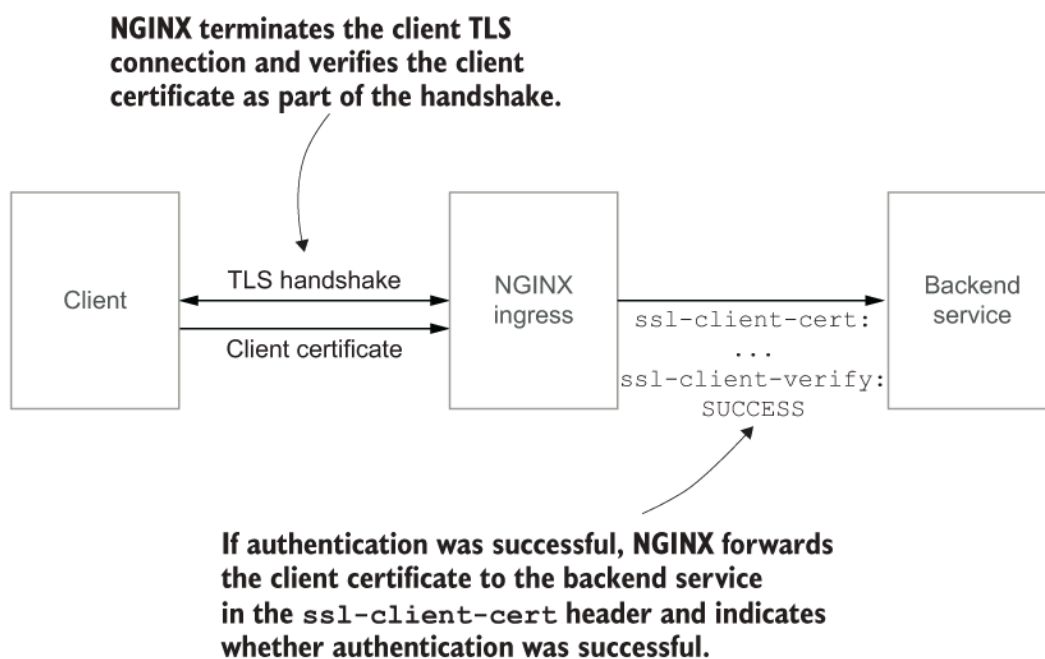 NGINX terminates the client TLS
connection and verifies the client
certificate as part of the handshake.
Client
TLS handshake
Client certificate
NGINX
ingress
ssl-client-cert:
...
ssl-client-verify:
SUCCESS
Backend
service
If authentication was successful, NGINX forwards
the client certificate to the backend service
in the ssl-client-cert header and indicates
whether authentication was successful.